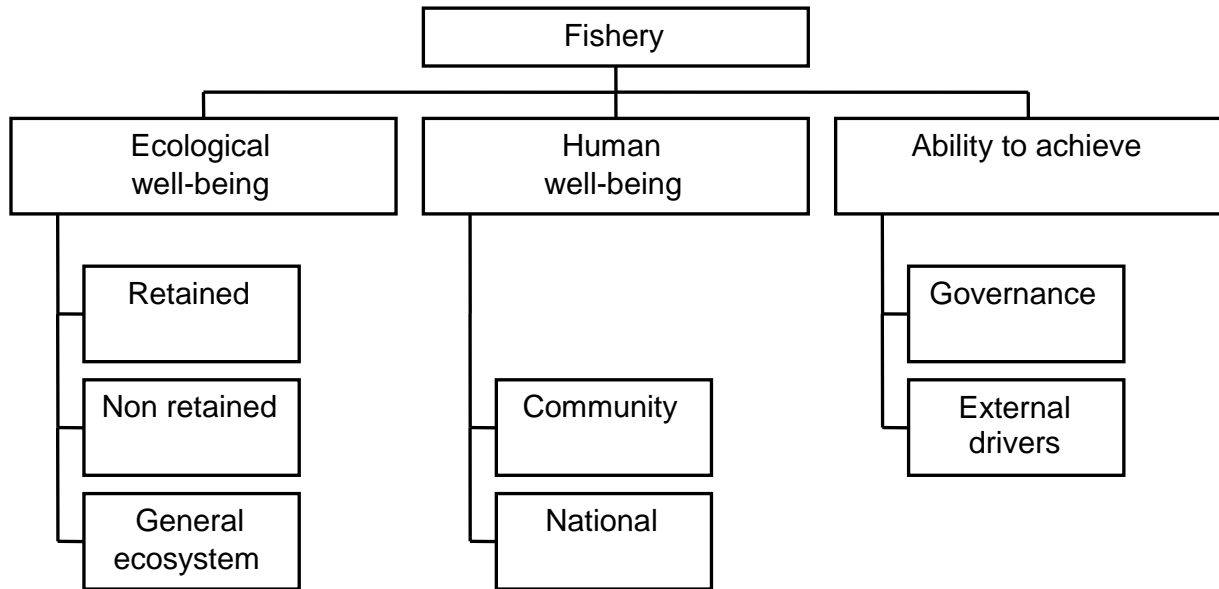 Fishery
Ecological
well-being
Human
well-being
Ability to achieve
Retained
Non retained
General
ecosystem
Community
National
Governance
External
drivers